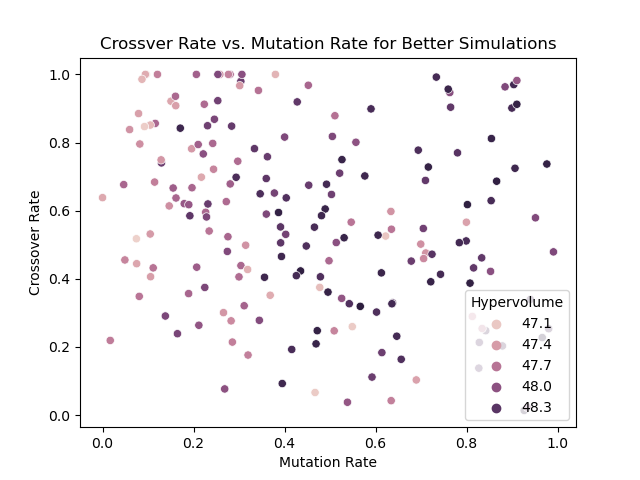 Crossver Rate vs. Mutation Rate for Better Simulations
1.0
0.8
0.6
0.4
0.2
0.0
Crossover Rate
0.0 0.2 0.4 0.6 0.8 1.0
Mutation Rate
Hypervolume
47.1
47.4
47.7
48.0
48.3